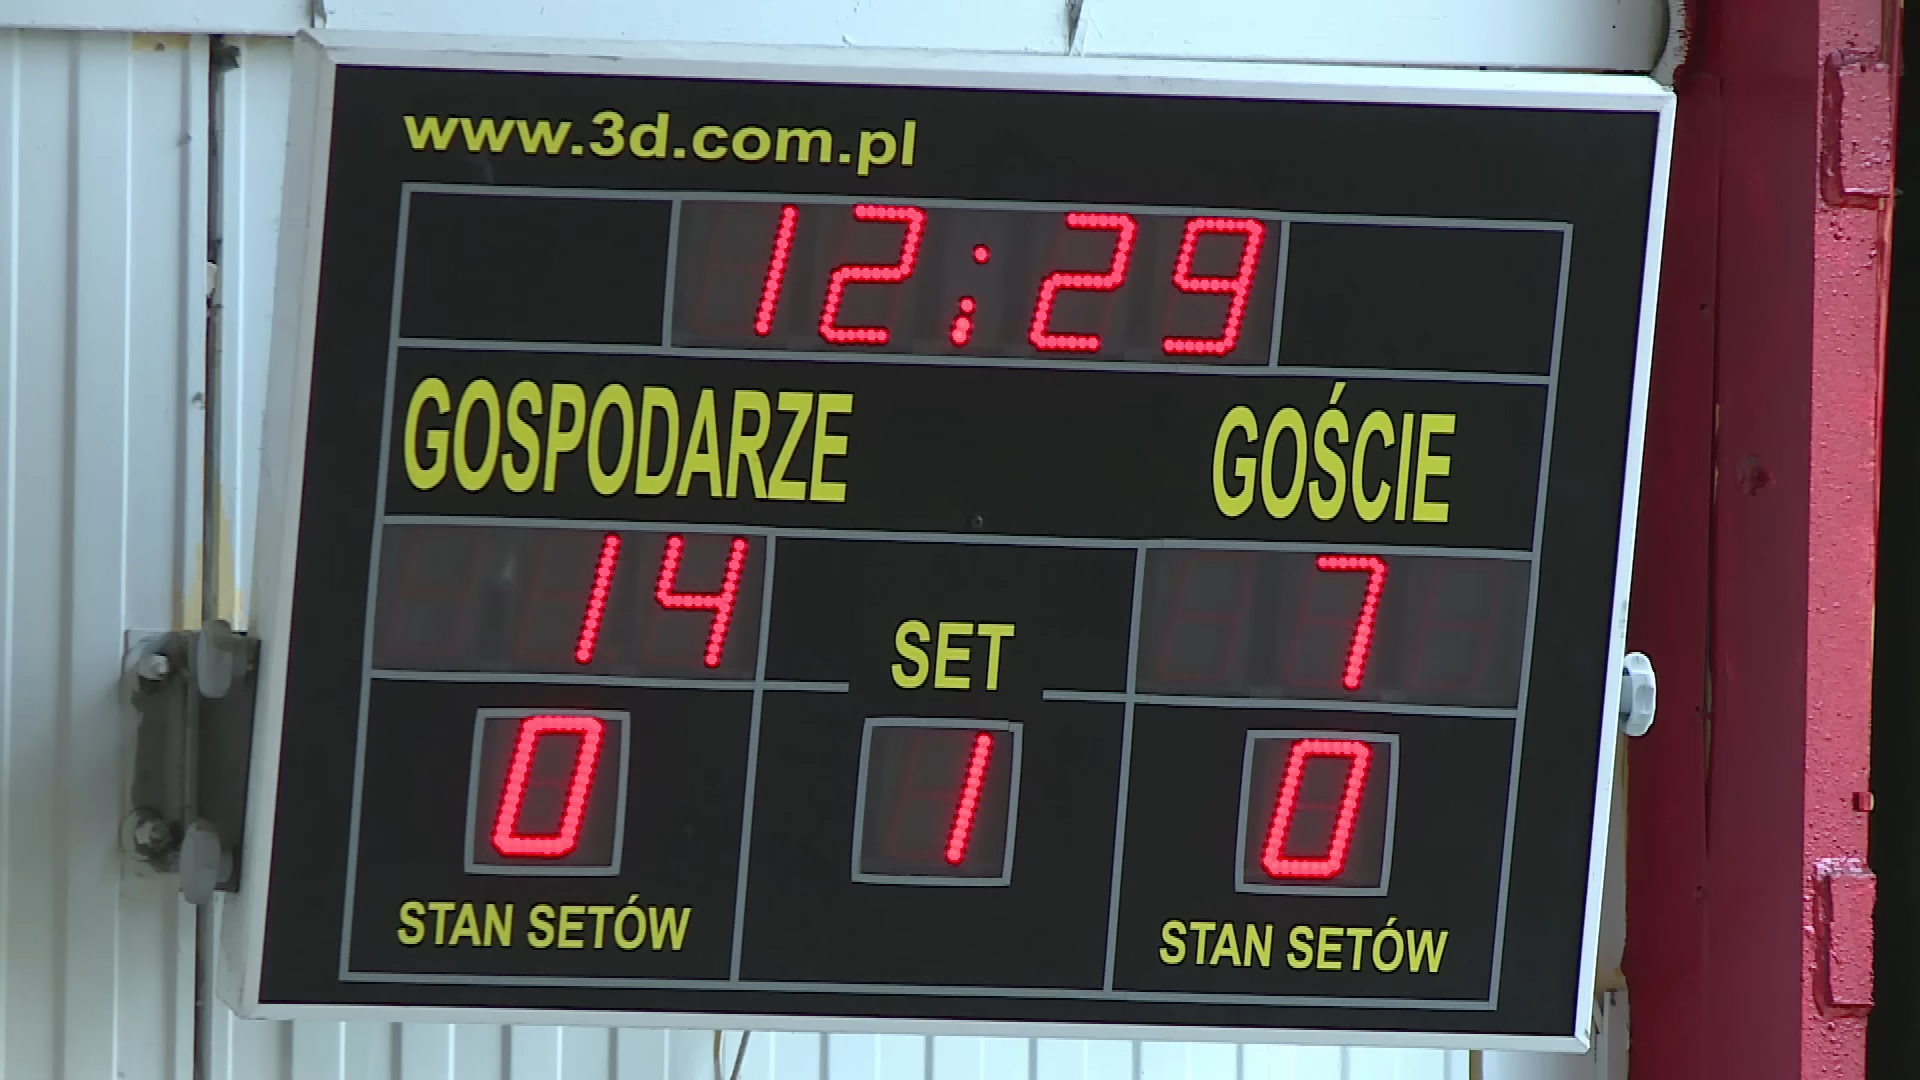 www.3d.com.pl
12:29
GOSPODARZE GOŚCIE
14 7
SET
0 1 0
STAN SETÓW STAN SETÓW